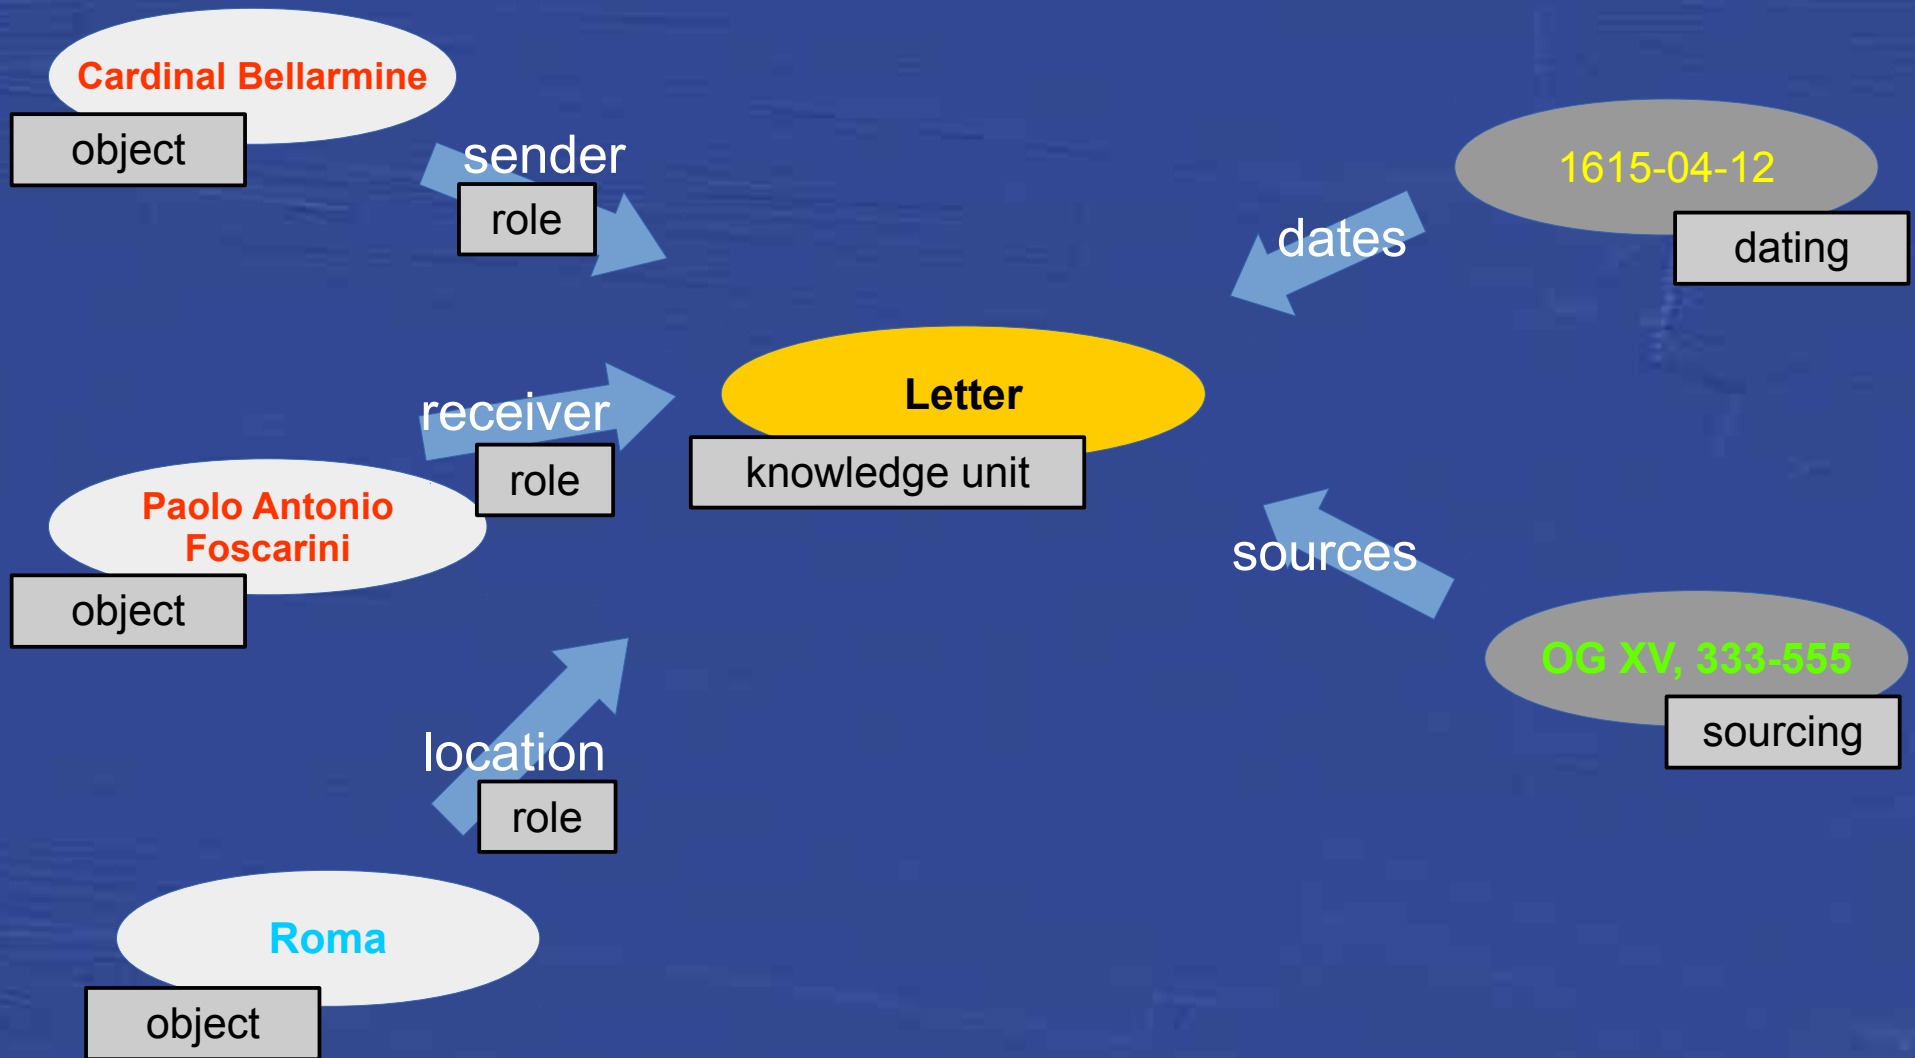 Cardinal Bellarmine
object
sender
role
1615-04-12
dating
dates
Letter
knowledge unit
receiver
role
Paolo Antonio
Foscarini
object
sources
OG XV, 333-555
sourcing
location
role
Roma
object